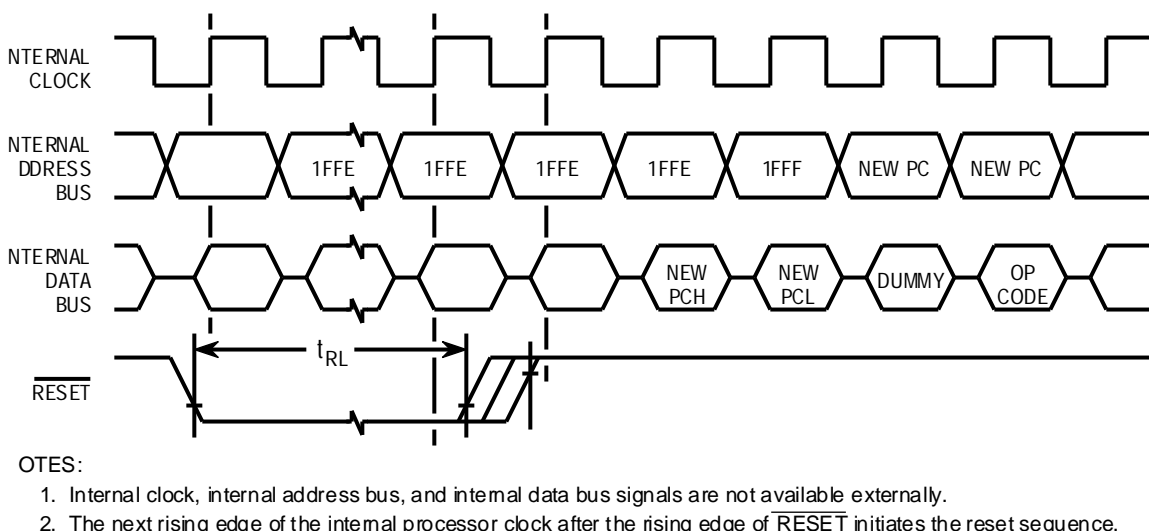 NTERNAL
CLOCK
NTERNAL
DDRESS
BUS
1FFE
1FFE
1FFE
1FFE
1FFF
NEW PC
NEW PC
NTERNAL
DATA
BUS
NEW
PCH
NEW
PCL
DUMMY
OP
CODE
tRL
RESET
OTES:
1. Internal clock, internal address bus, and internal data bus signals are not available externally.
2. The next rising edge of the internal processor clock after the rising edge of RESET initiates the reset sequence.